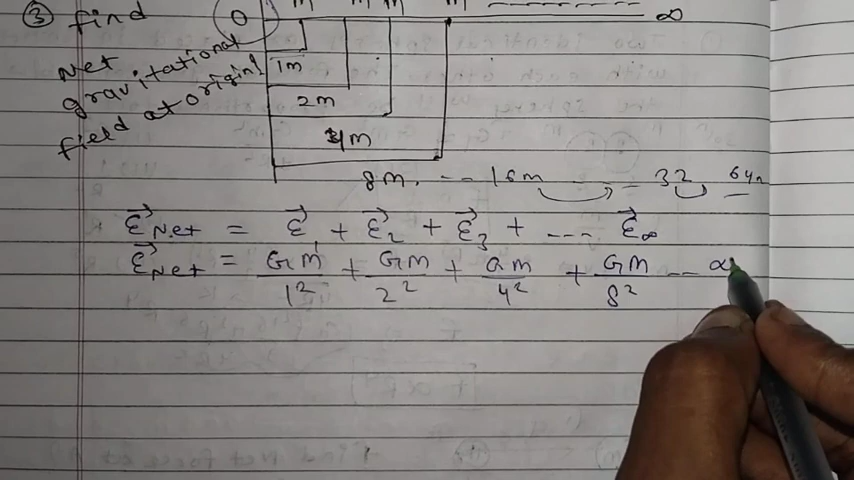 ③ find
O m m m m ------ ∞
Net
gravitational
field at origin!
1m
2m
4m
8m. --- 16m --- 32 64m
ε⃗Net = ε⃗ + ε⃗2 + ε⃗3 + ---- ε⃗∞
ε⃗Net = Gm/1² + Gm/2² + Gm/4² + Gm/8² --- ∝